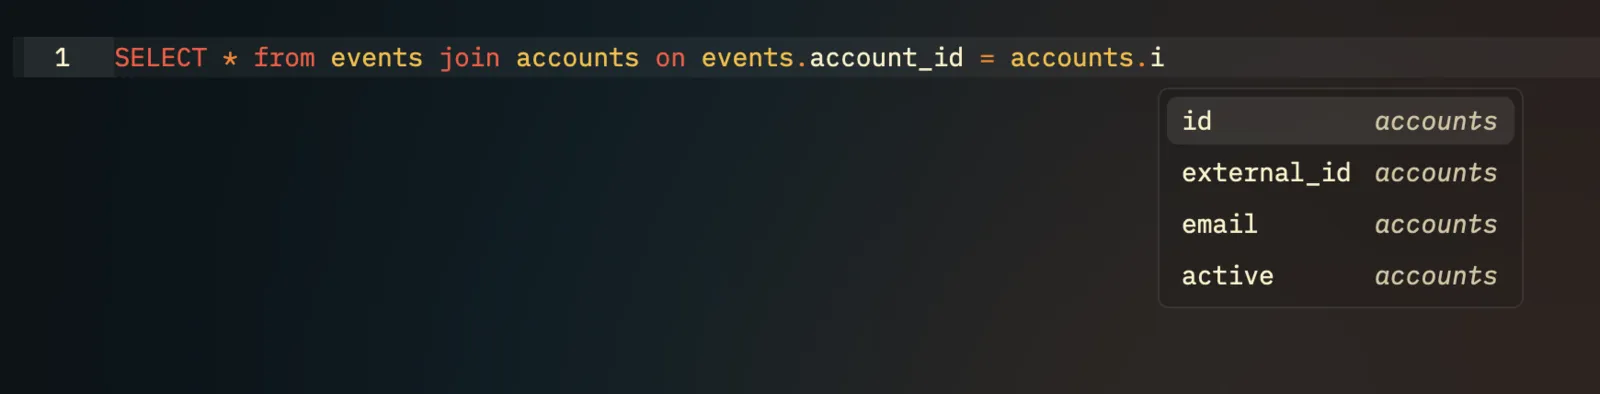 1 SELECT * from events join accounts on events.account_id = accounts.i
id accounts
external_id accounts
email accounts
active accounts